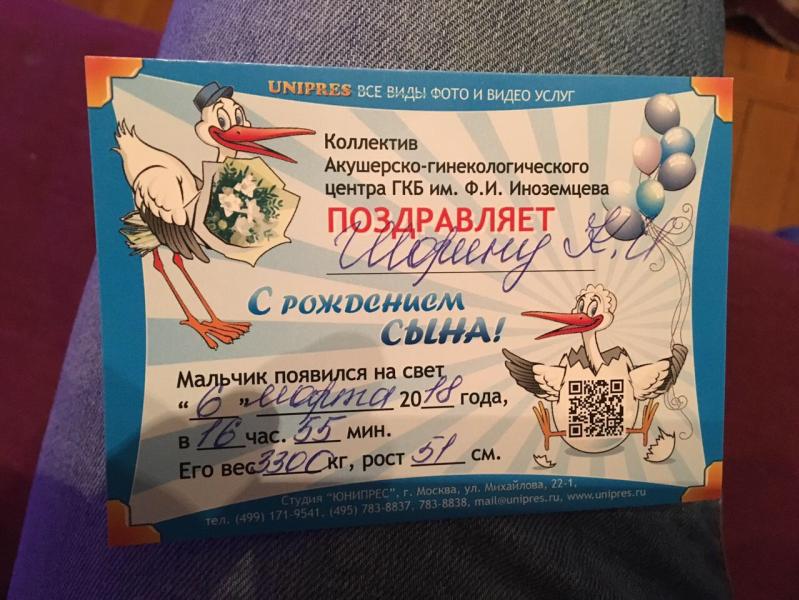 UNIPRES ВСЕ ВИДЫ ФОТО И ВИДЕО УСЛУГ
Коллектив
Акушерско-гинекологического
центра ГКБ им. Ф.И. Иноземцева
ПОЗДРАВЛЯЕТ
Шорину К.И
С рождением
СЫНА!
Мальчик появился на свет
“ 6 ” марта 2018 года,
в 16 час. 55 мин.
Его вес 3300 кг, рост 51 см.
Студия "ЮНИПРЕС", г. Москва, ул. Михайлова, 22-1,
тел. (499) 171-9541, (495) 783-8837, 783-8838, mail@unipres.ru, www.unipres.ru